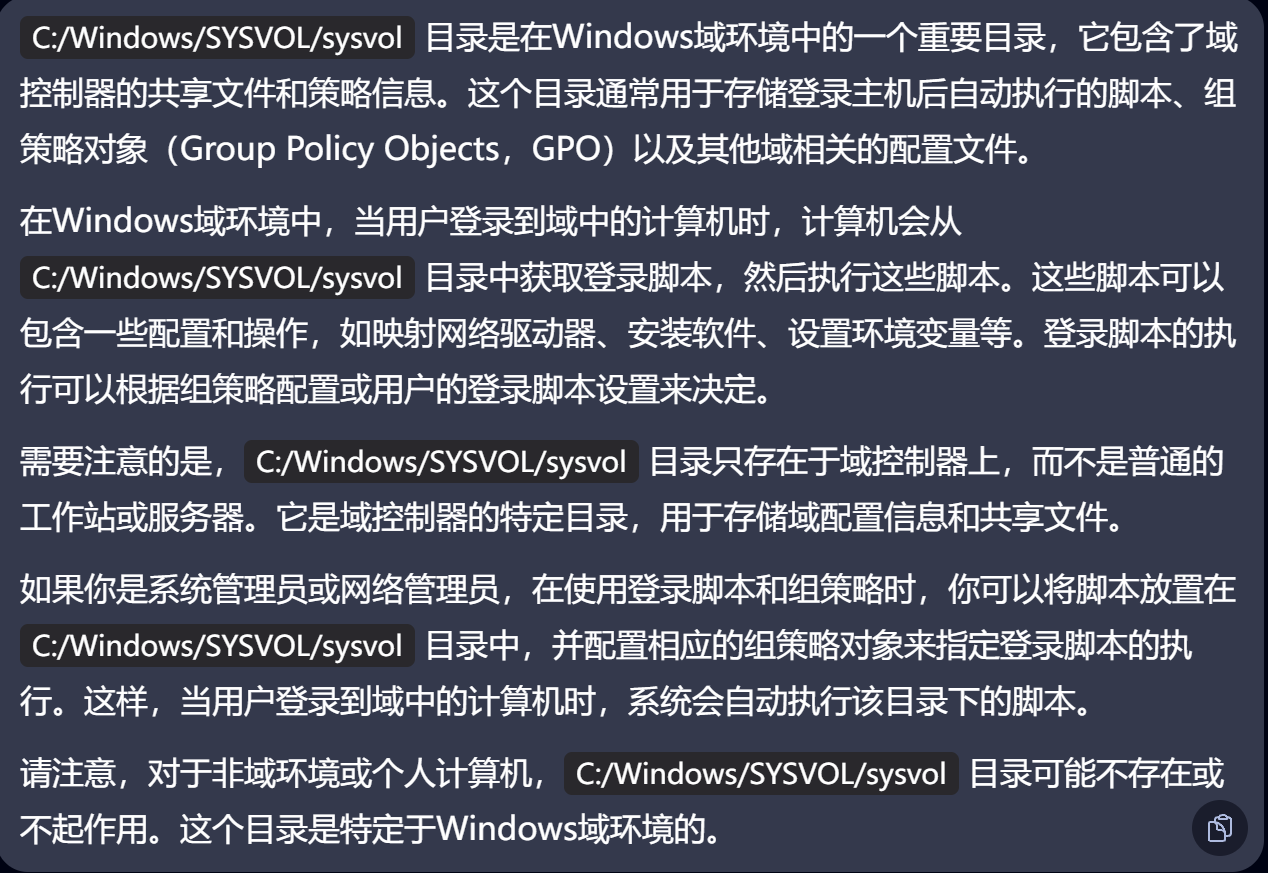 C:/Windows/SYSVOL/sysvol 目录是在Windows域环境中的一个重要目录，它包含了域
控制器的共享文件和策略信息。这个目录通常用于存储登录主机后自动执行的脚本、组
策略对象（Group Policy Objects，GPO）以及其他域相关的配置文件。
在Windows域环境中，当用户登录到域中的计算机时，计算机会从
C:/Windows/SYSVOL/sysvol 目录中获取登录脚本，然后执行这些脚本。这些脚本可以
包含一些配置和操作，如映射网络驱动器、安装软件、设置环境变量等。登录脚本的执
行可以根据组策略配置或用户的登录脚本设置来决定。
需要注意的是， C:/Windows/SYSVOL/sysvol 目录只存在于域控制器上，而不是普通的
工作站或服务器。它是域控制器的特定目录，用于存储域配置信息和共享文件。
如果你是系统管理员或网络管理员，在使用登录脚本和组策略时，你可以将脚本放置在
C:/Windows/SYSVOL/sysvol 目录中，并配置相应的组策略对象来指定登录脚本的执
行。这样，当用户登录到域中的计算机时，系统会自动执行该目录下的脚本。
请注意，对于非域环境或个人计算机， C:/Windows/SYSVOL/sysvol 目录可能不存在或
不起作用。这个目录是特定于Windows域环境的。